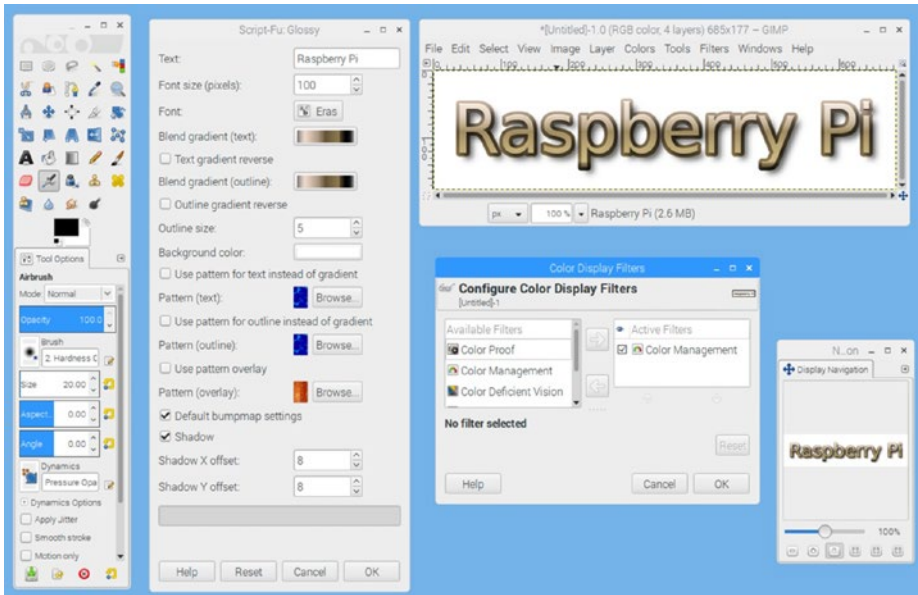 Tool Options
Airbrush
Mode: Normal
Opacity 100.0
Brush
2. Hardness 0
Size 20.00
Aspect.. 0.00
Angle 0.00
Dynamics
Pressure Opa
Dynamics Options
Apply Jitter
Smooth stroke
Motion only
Script-Fu: Glossy
Text: Raspberry Pi
Font size (pixels): 100
Font: Eras
Blend gradient (text):
Text gradient reverse
Blend gradient (outline):
Outline gradient reverse
Outline size: 5
Background color:
Use pattern for text instead of gradient
Pattern (text): Browse...
Use pattern for outline instead of gradient
Pattern (outline): Browse...
Use pattern overlay
Pattern (overlay): Browse...
Default bumpmap settings
Shadow
Shadow X offset: 8
Shadow Y offset: 8
Help Reset Cancel OK
*[Untitled]-1.0 (RGB color, 4 layers) 685x177 – GIMP
File Edit Select View Image Layer Colors Tools Filters Windows Help
Raspberry Pi
px 100 % Raspberry Pi (2.6 MB)
Color Display Filters
Configure Color Display Filters
[Untitled]-1
Available Filters
Color Proof
Color Management
Color Deficient Vision
Active Filters
Color Management
No filter selected
Reset
Help Cancel OK
N...on
Display Navigation
Raspberry Pi
100%